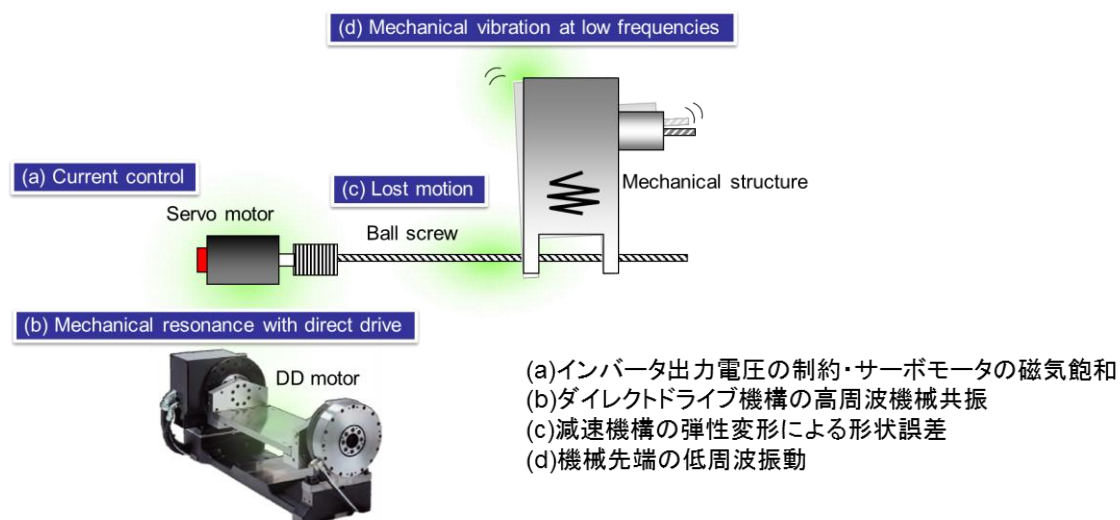 (d) Mechanical vibration at low frequencies
(a) Current control
(c) Lost motion
Mechanical structure
Servo motor
Ball screw
(b) Mechanical resonance with direct drive
DD motor
(a)インバータ出力電圧の制約・サーボモータの磁気飽和
(b)ダイレクトドライブ機構の高周波機械共振
(c)減速機構の弾性変形による形状誤差
(d)機械先端の低周波振動